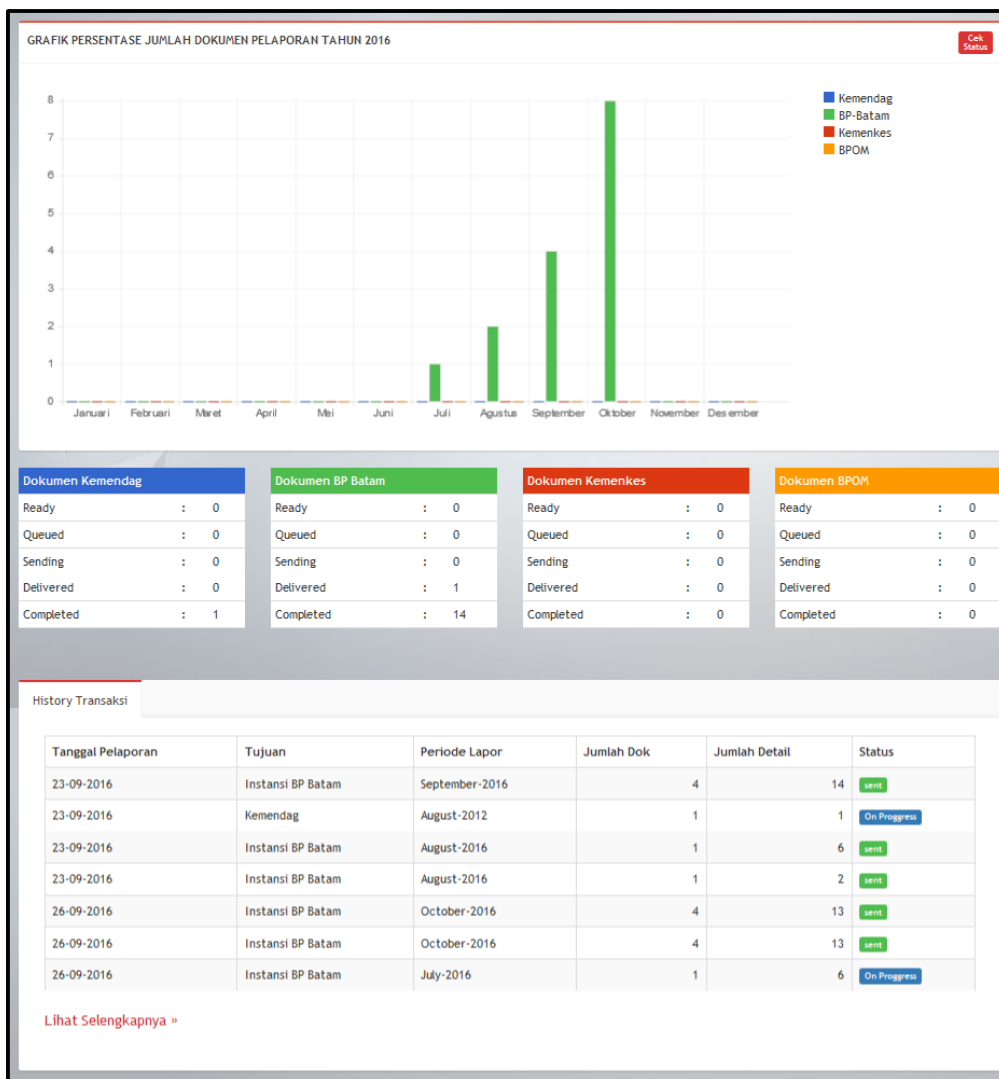 GRAFIK PERSENTASE JUMLAH DOKUMEN PELAPORAN TAHUN 2016
Cek
Status
8
7
6
5
4
3
2
1
0
Januari Februari Maret April Mei Juni Juli Agustus September Oktober November Desember
Kemendag
BP-Batam
Kemenkes
BPOM
Dokumen Kemendag
Ready : 0
Queued : 0
Sending : 0
Delivered : 0
Completed : 1
Dokumen BP Batam
Ready : 0
Queued : 0
Sending : 0
Delivered : 1
Completed : 14
Dokumen Kemenkes
Ready : 0
Queued : 0
Sending : 0
Delivered : 0
Completed : 0
Dokumen BPOM
Ready : 0
Queued : 0
Sending : 0
Delivered : 0
Completed : 0
History Transaksi
Tanggal Pelaporan Tujuan Periode Lapor Jumlah Dok Jumlah Detail Status
23-09-2016 Instansi BP Batam September-2016 4 14 sent
23-09-2016 Kemendag August-2012 1 1 On Proggress
23-09-2016 Instansi BP Batam August-2016 1 6 sent
23-09-2016 Instansi BP Batam August-2016 1 2 sent
26-09-2016 Instansi BP Batam October-2016 4 13 sent
26-09-2016 Instansi BP Batam October-2016 4 13 sent
26-09-2016 Instansi BP Batam July-2016 1 6 On Proggress
Lihat Selengkapnya »